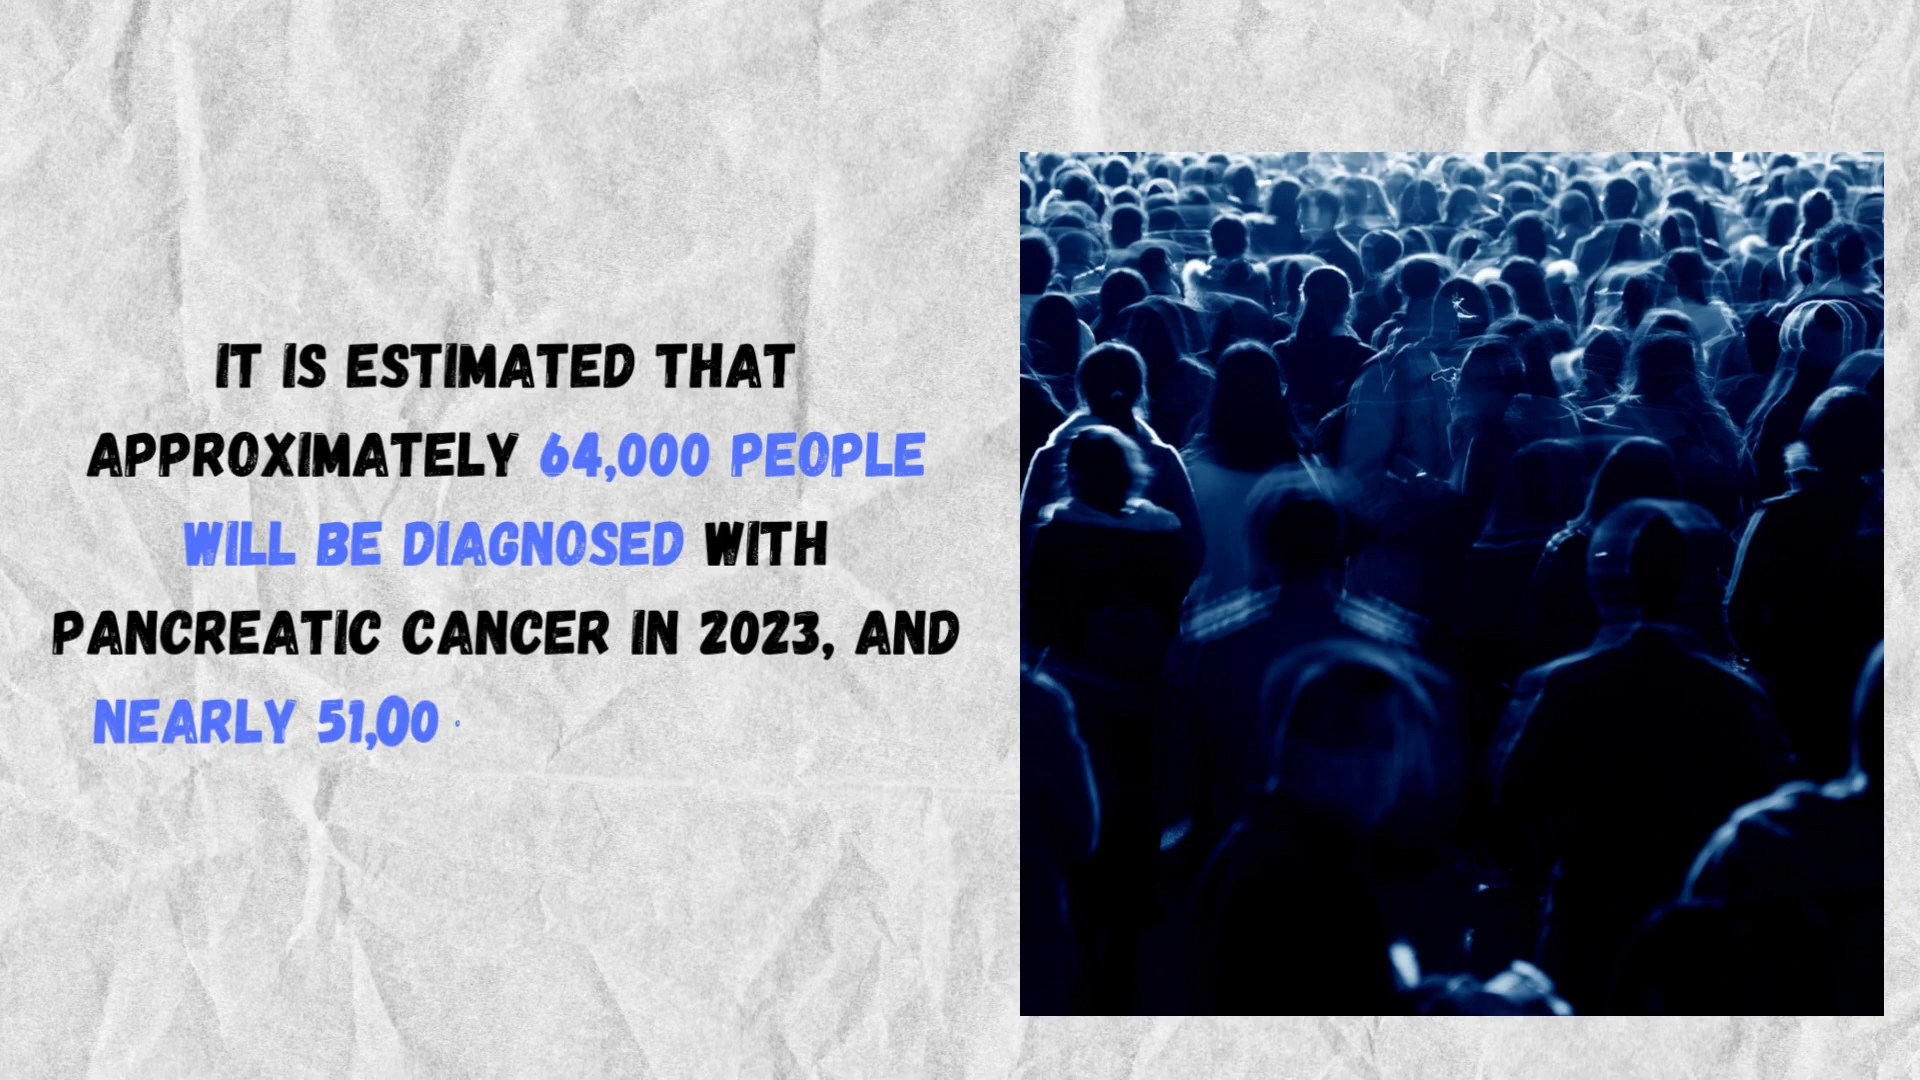 IT IS ESTIMATED THAT
APPROXIMATELY 64,000 PEOPLE
WILL BE DIAGNOSED WITH
PANCREATIC CANCER IN 2023, AND
NEARLY 51,00